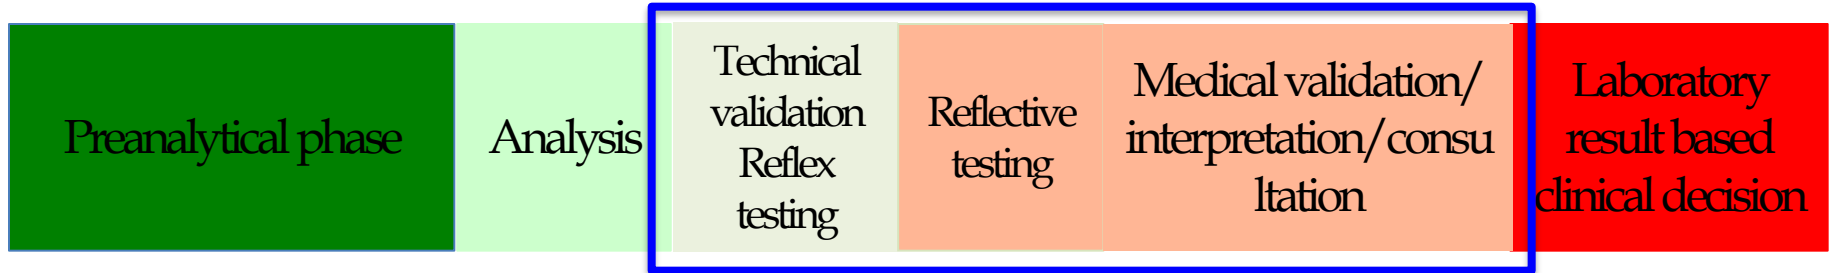 Preanalytical phase
Analysis
Technical
validation
Reflex
testing
Reflective
testing
Medical validation/
interpretation/consu
ltation
Laboratory
result based
clinical decision